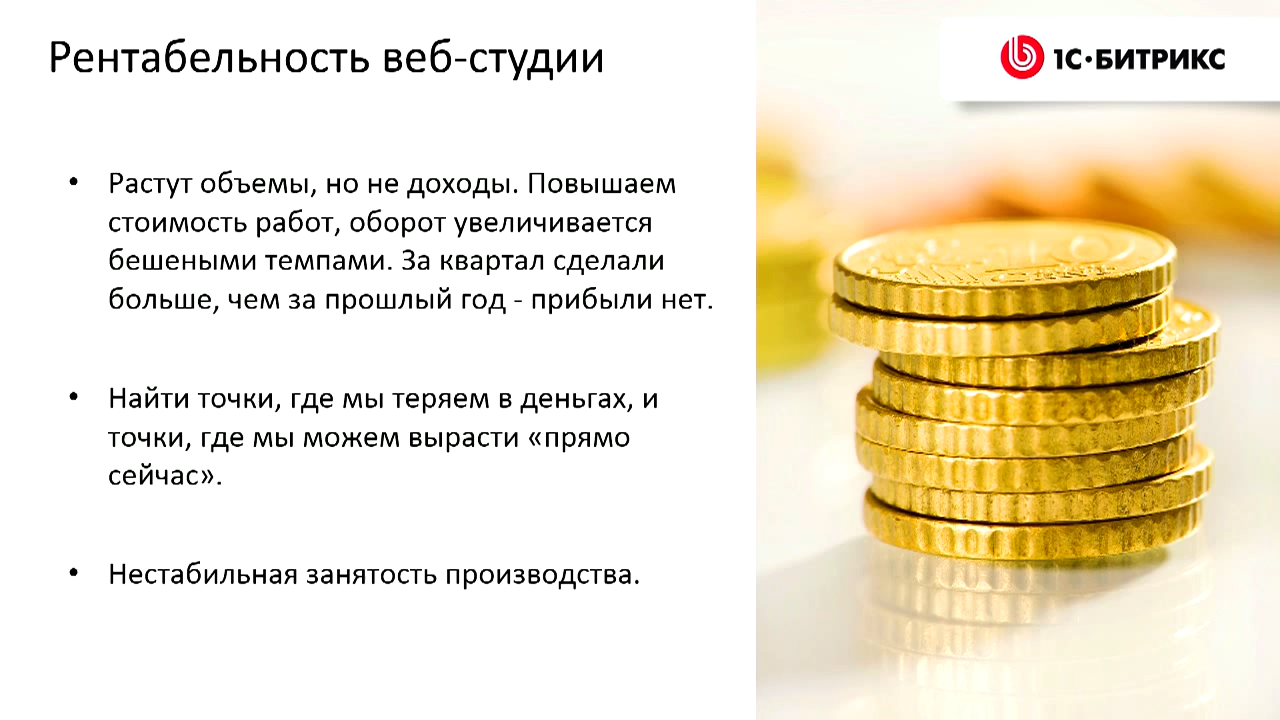 Рентабельность веб-студии
1С·БИТРИКС
• Растут объемы, но не доходы. Повышаем
стоимость работ, оборот увеличивается
бешеными темпами. За квартал сделали
больше, чем за прошлый год - прибыли нет.
• Найти точки, где мы теряем в деньгах, и
точки, где мы можем вырасти «прямо
сейчас».
• Нестабильная занятость производства.